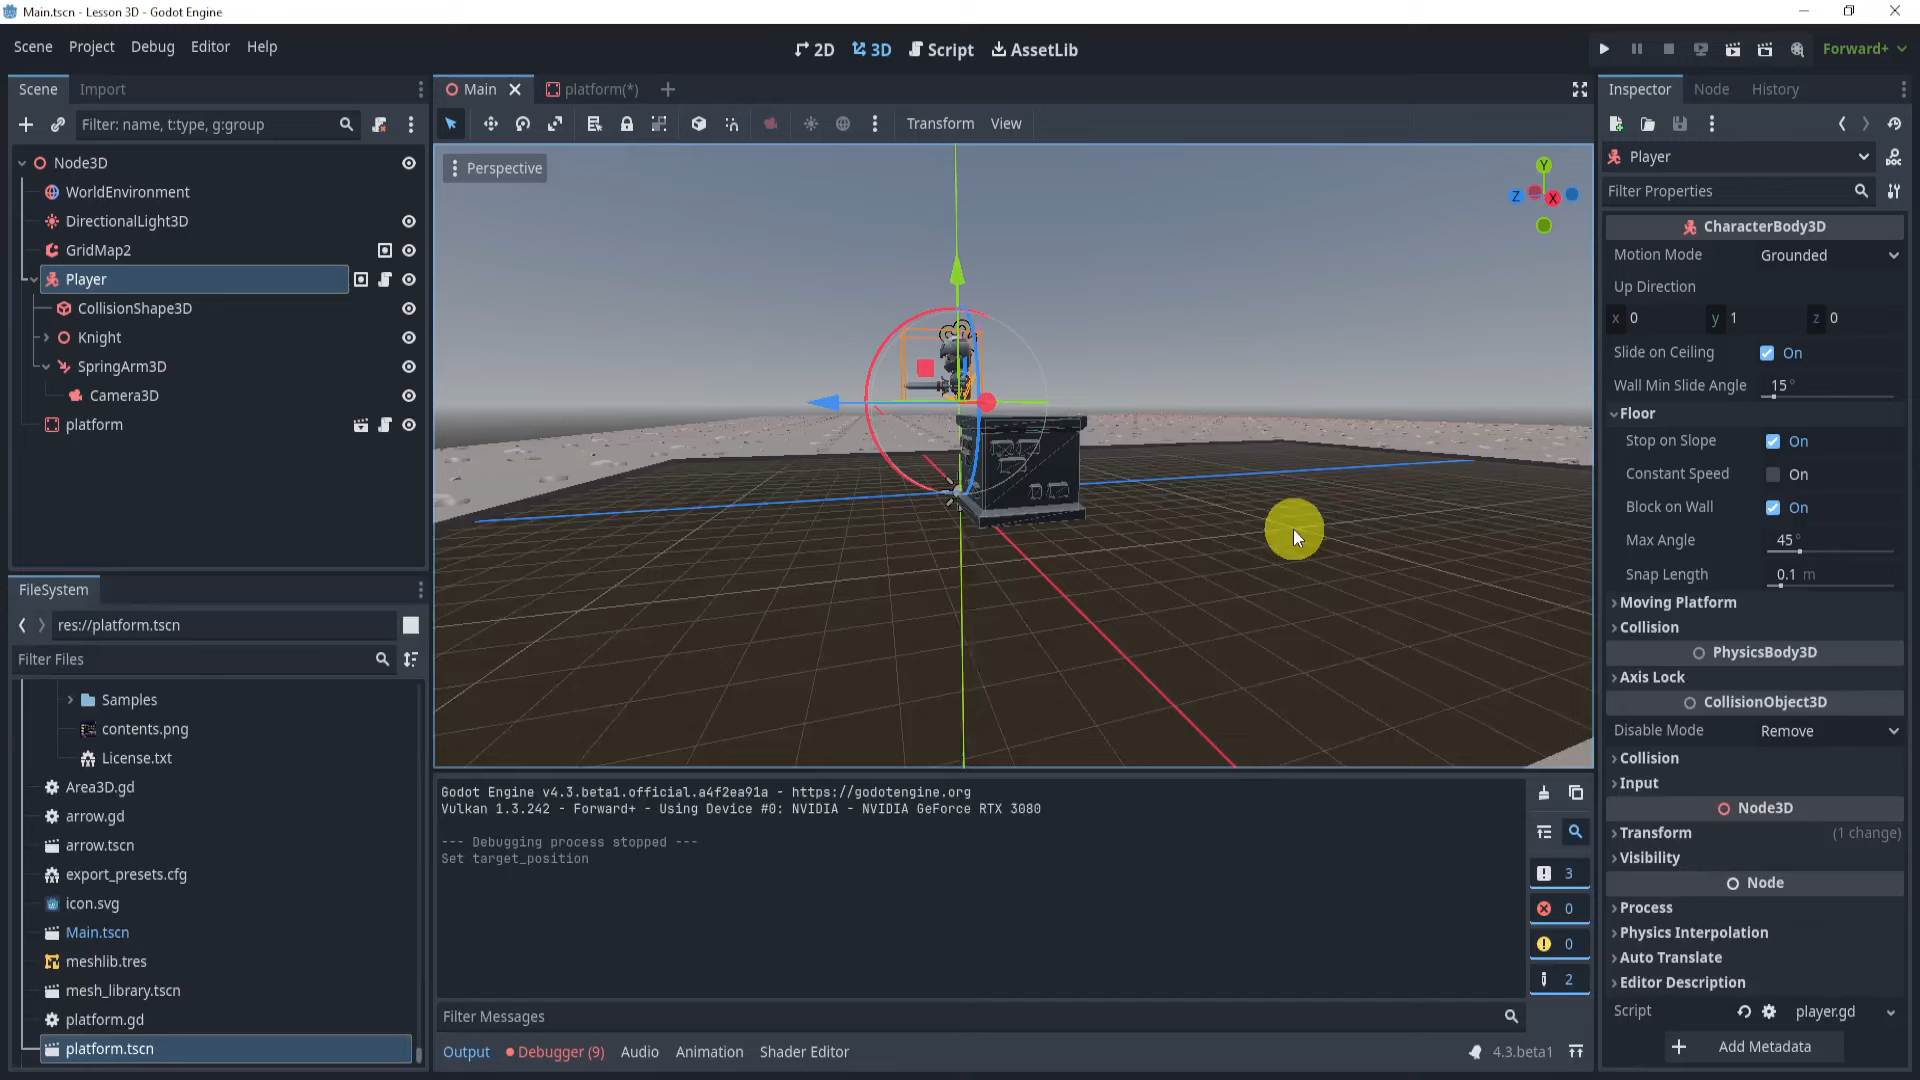 Main.tscn - Lesson 3D - Godot Engine
Scene Project Debug Editor Help
2D 3D Script AssetLib
Forward+
Scene Import
Filter: name, t:type, g:group
Node3D
WorldEnvironment
DirectionalLight3D
GridMap2
Player
CollisionShape3D
Knight
SpringArm3D
Camera3D
platform
FileSystem
res://platform.tscn
Filter Files
Samples
contents.png
License.txt
Area3D.gd
arrow.gd
arrow.tscn
export_presets.cfg
icon.svg
Main.tscn
meshlib.tres
mesh_library.tscn
platform.gd
platform.tscn
Main platform(*)
Transform View
Perspective
Y
Z X
Godot Engine v4.3.beta1.official.a4f2ea91a - https://godotengine.org
Vulkan 1.3.242 - Forward+ - Using Device #0: NVIDIA - NVIDIA GeForce RTX 3080
--- Debugging process stopped ---
Set target_position
3
0
0
2
Filter Messages
Output Debugger (9) Audio Animation Shader Editor 4.3.beta1
Inspector Node History
Player
Filter Properties
CharacterBody3D
Motion Mode Grounded
Up Direction
x 0 y 1 z 0
Slide on Ceiling On
Wall Min Slide Angle 15 °
Floor
Stop on Slope On
Constant Speed On
Block on Wall On
Max Angle 45 °
Snap Length 0.1 m
Moving Platform
Collision
PhysicsBody3D
Axis Lock
CollisionObject3D
Disable Mode Remove
Collision
Input
Node3D
Transform (1 change)
Visibility
Node
Process
Physics Interpolation
Auto Translate
Editor Description
Script player.gd
Add Metadata